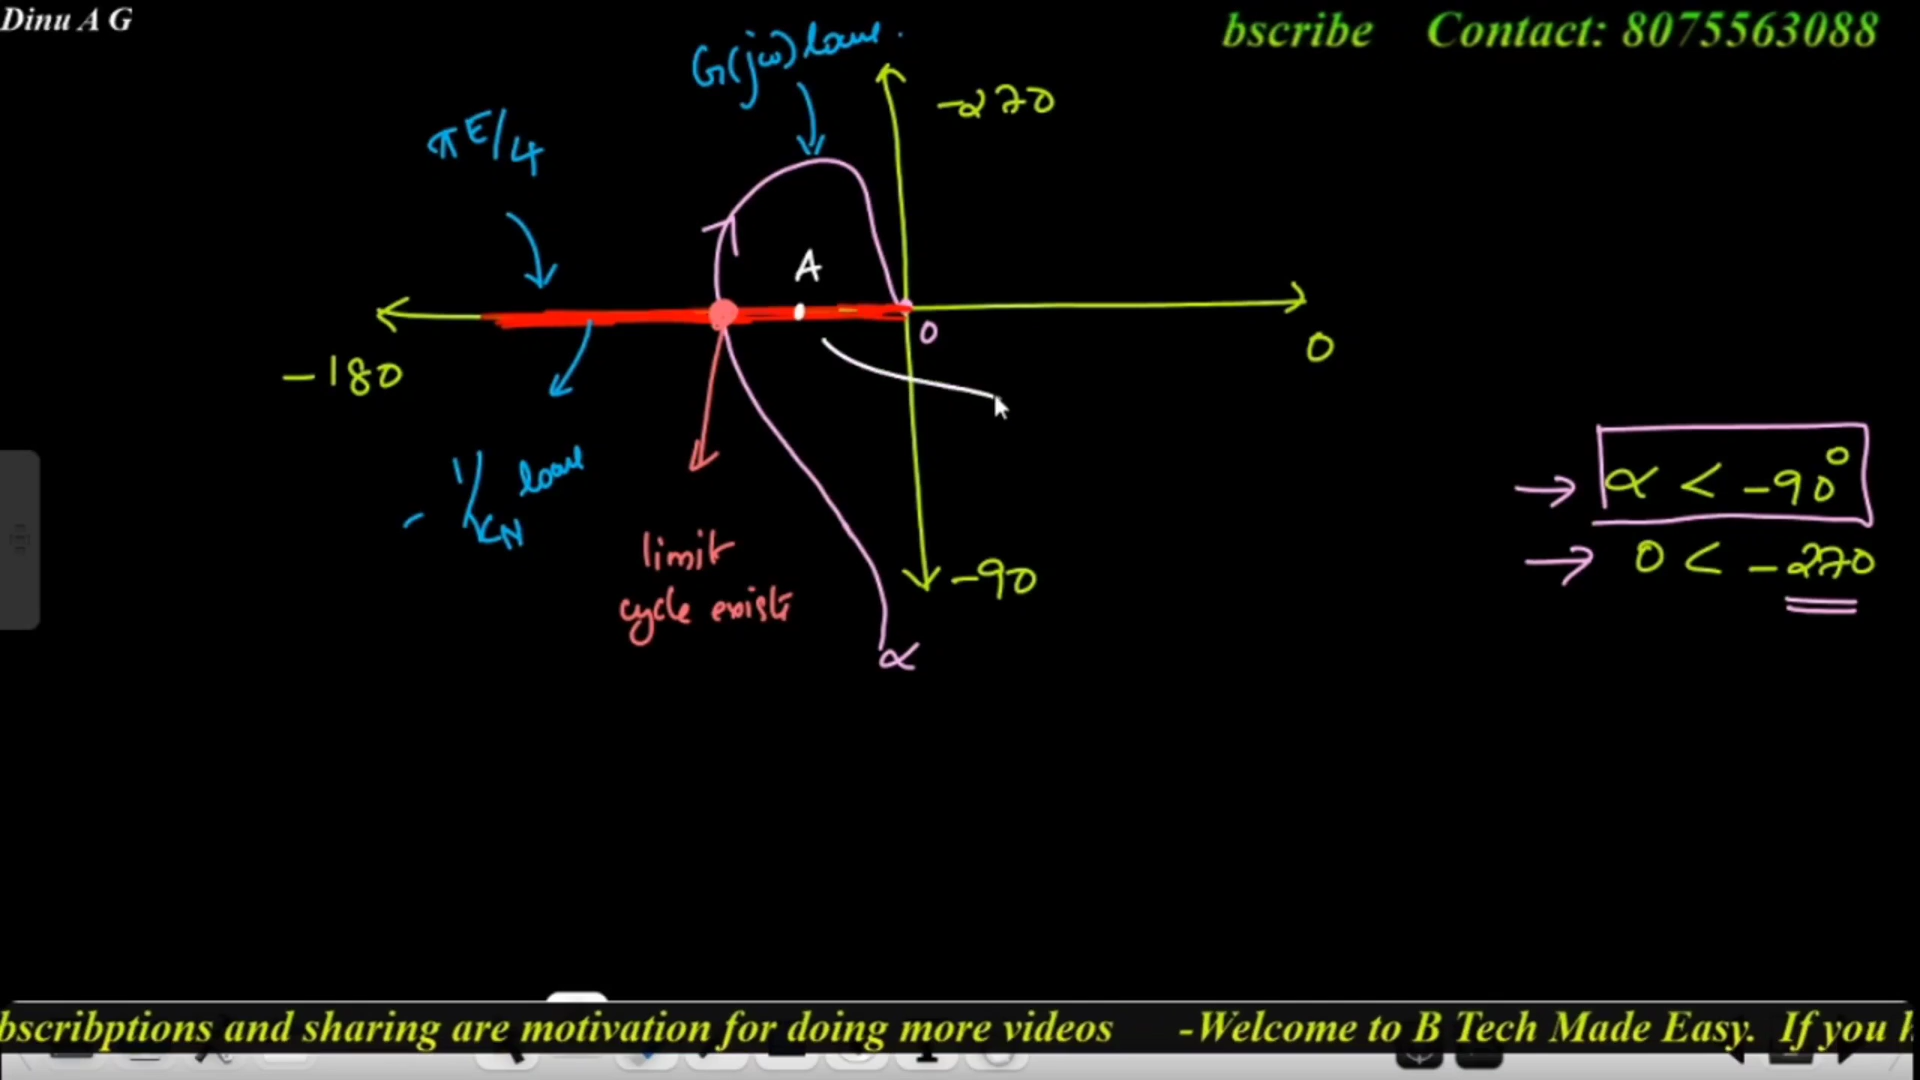 Dinu A G
bscribe Contact: 8075563088
G(jω) locus.
-270
πE/4
A
0
-180
0
- 1/KN locus
α < -90°
0 < -270
limit
cycle exists
-90
α
bscribptions and sharing are motivation for doing more videos -Welcome to B Tech Made Easy. If you h